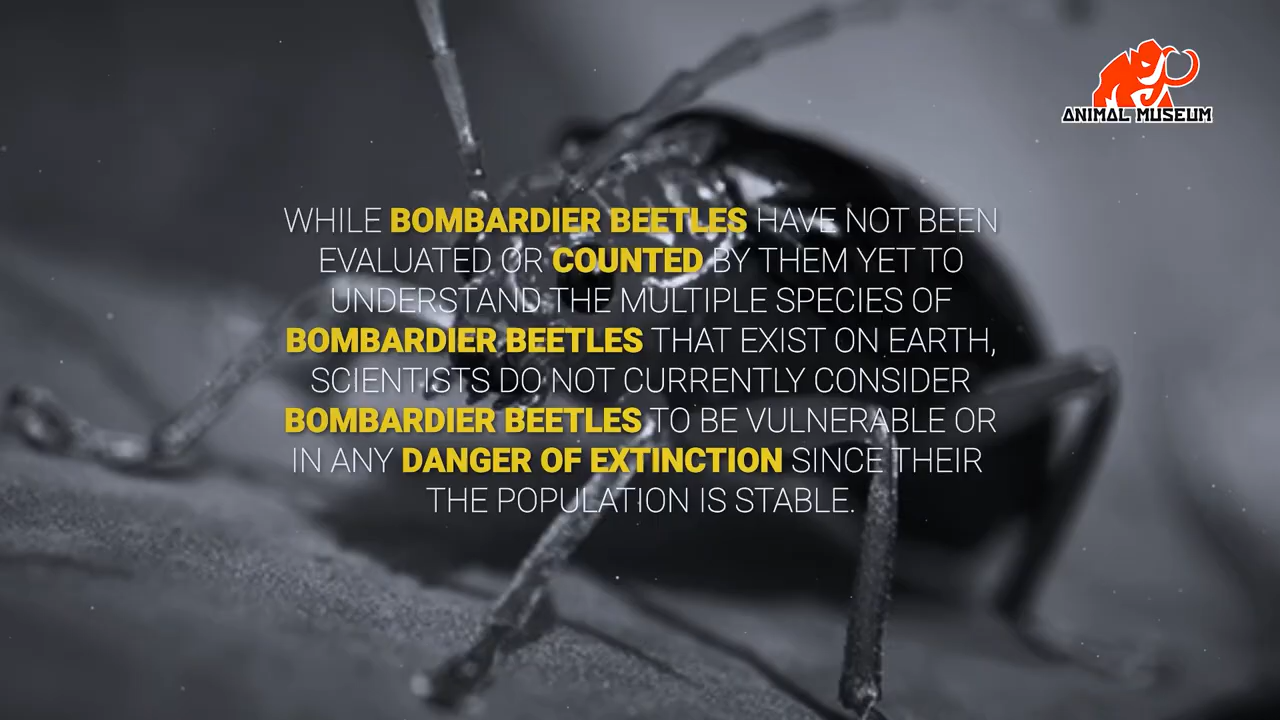 ANIMAL MUSEUM
WHILE BOMBARDIER BEETLES HAVE NOT BEEN
EVALUATED OR COUNTED BY THEM YET TO
UNDERSTAND THE MULTIPLE SPECIES OF
BOMBARDIER BEETLES THAT EXIST ON EARTH,
SCIENTISTS DO NOT CURRENTLY CONSIDER
BOMBARDIER BEETLES TO BE VULNERABLE OR
IN ANY DANGER OF EXTINCTION SINCE THEIR
THE POPULATION IS STABLE.